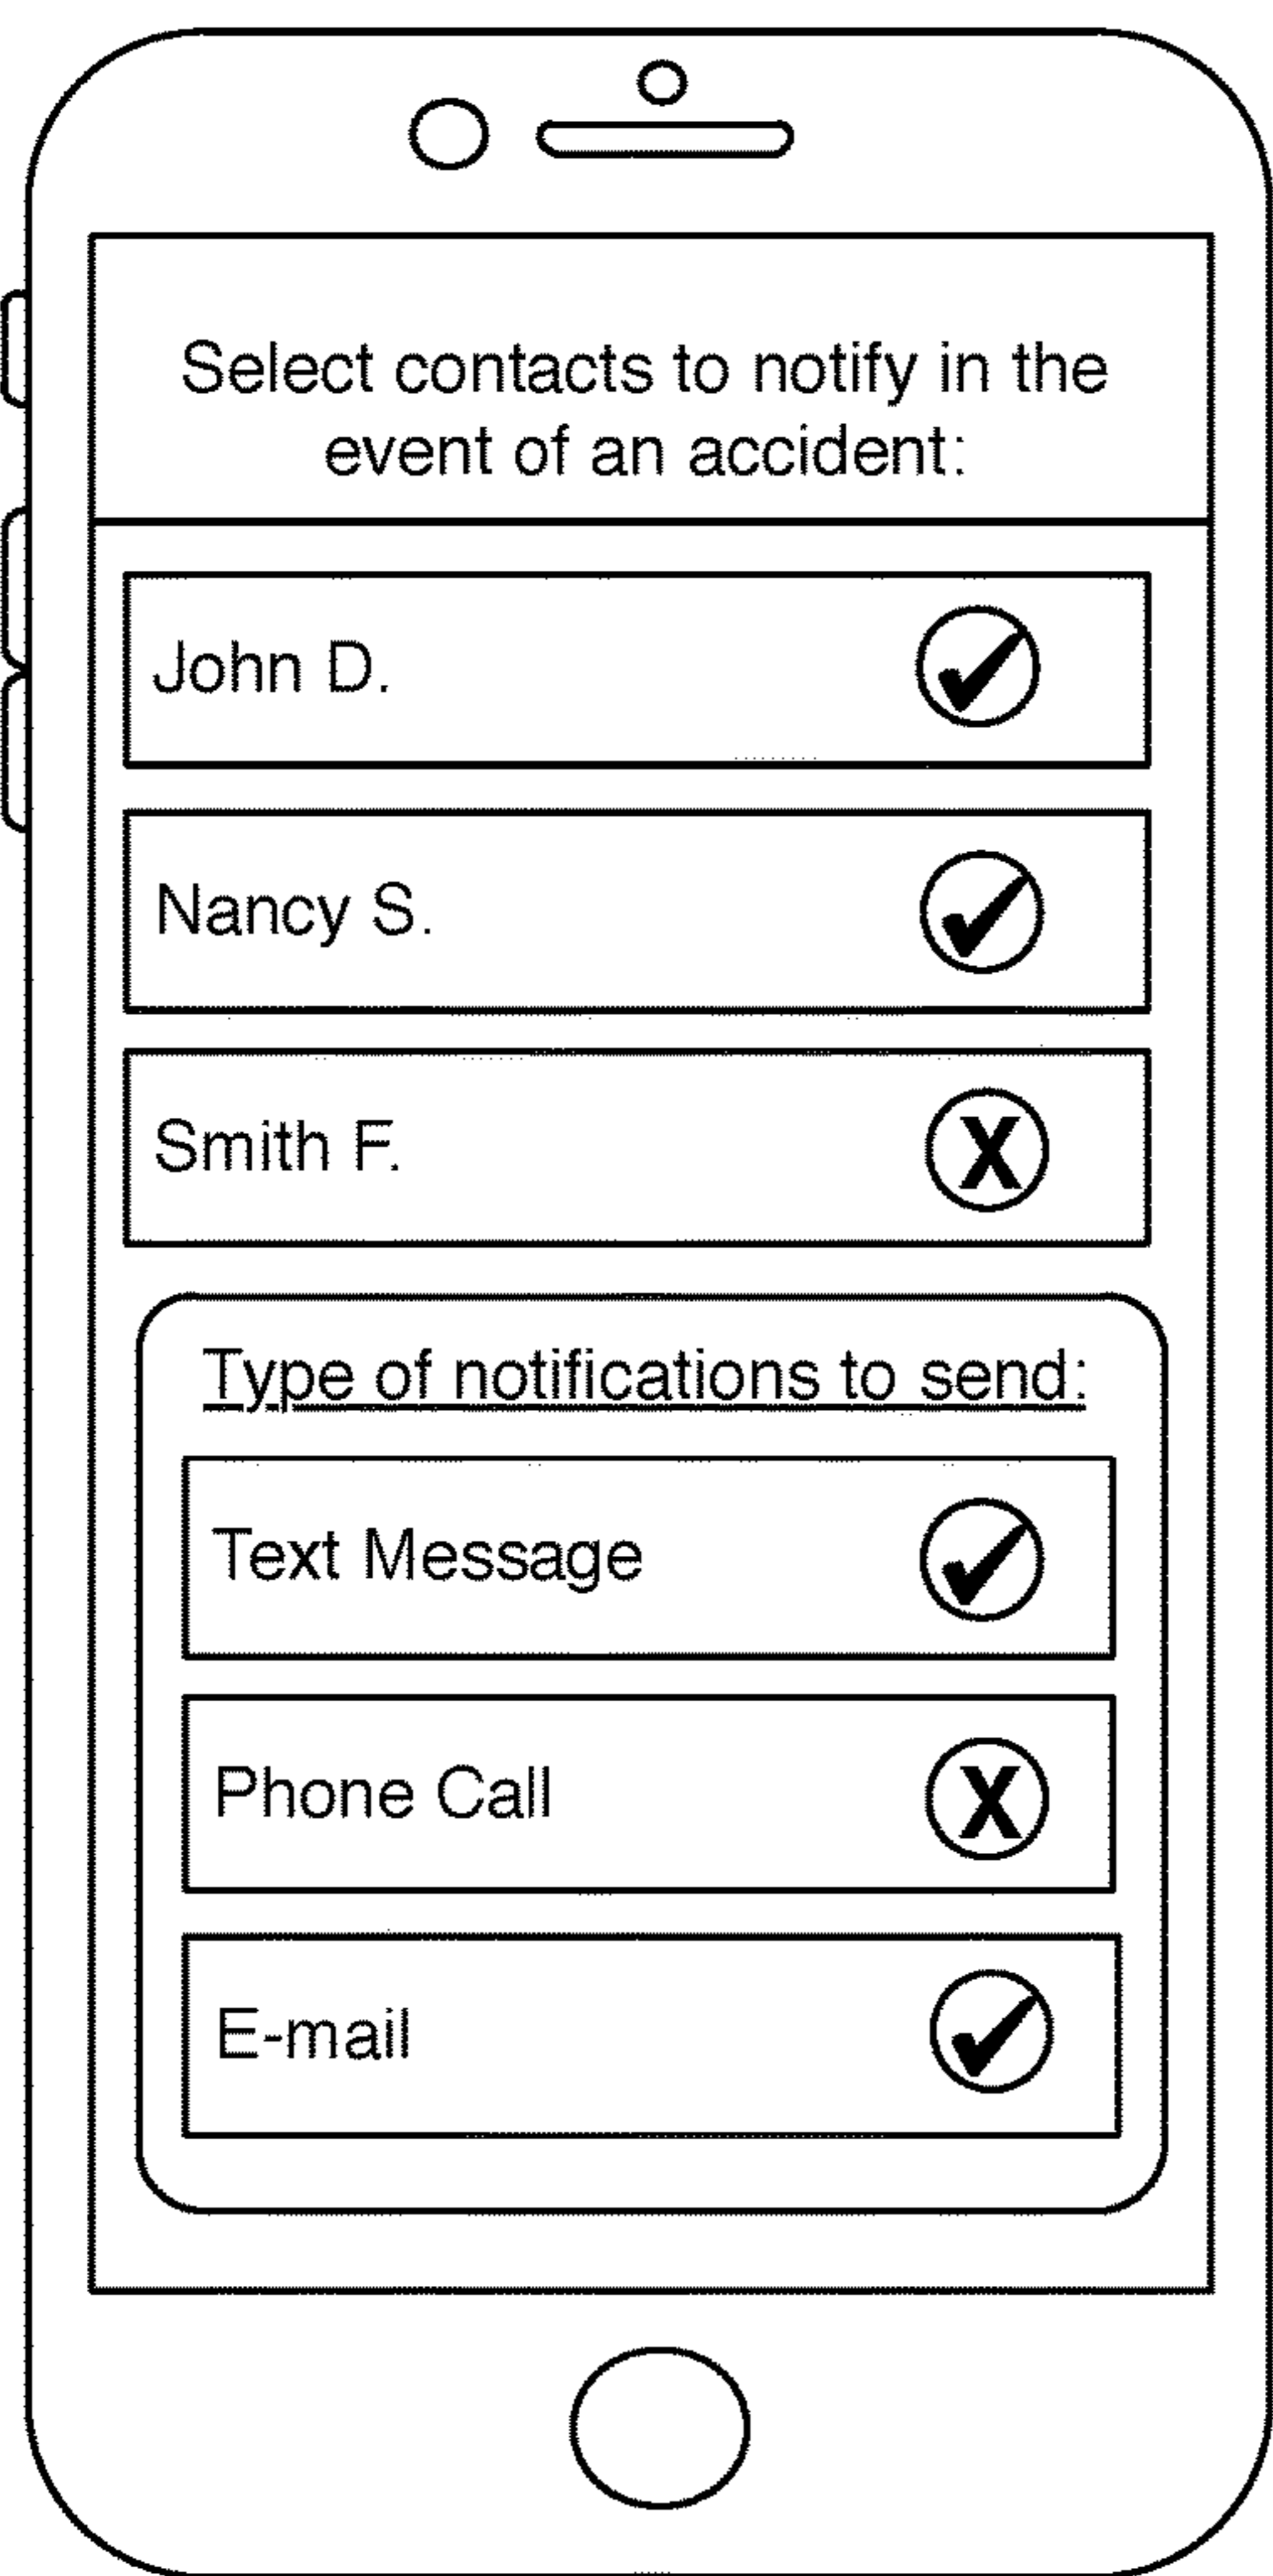 Select contacts to notify in the
event of an accident:
John D.
Nancy S.
Smith F. X
Type of notifications to send:
Text Message
Phone Call X
E-mail